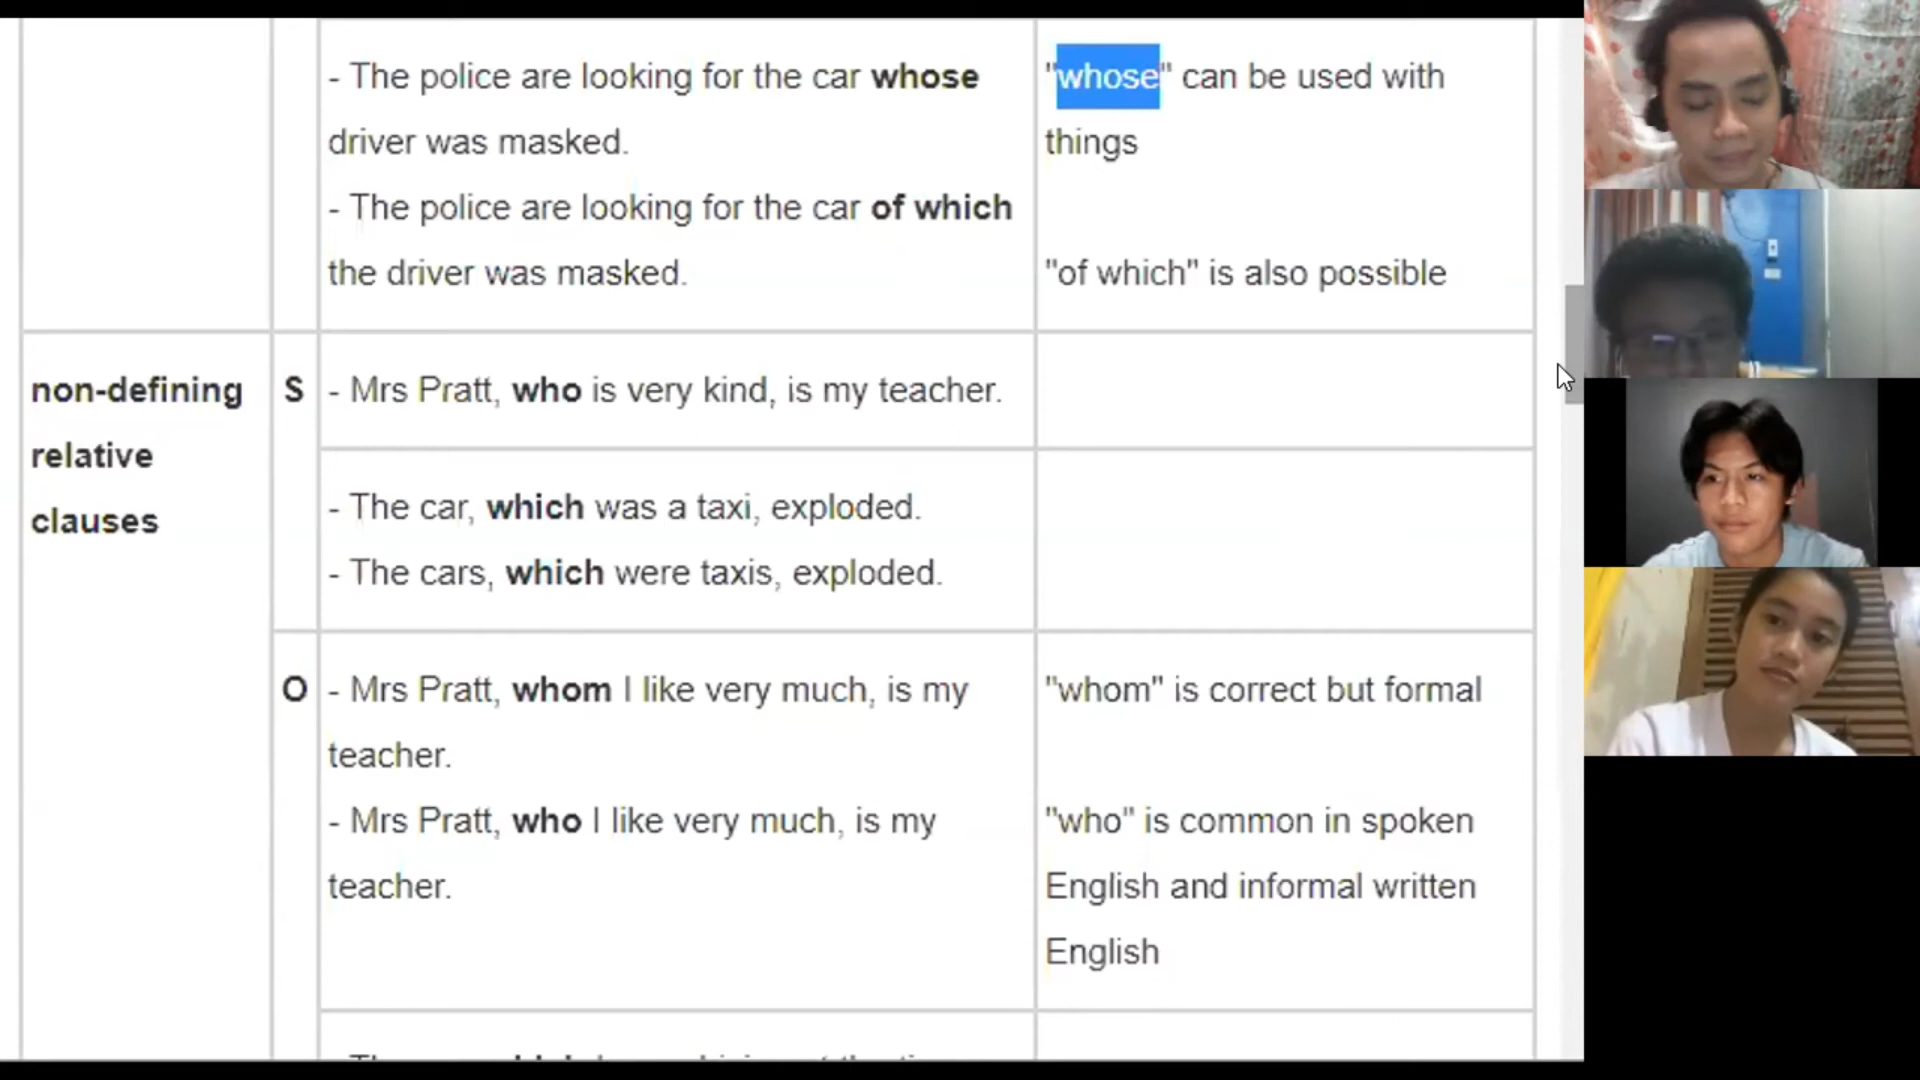 - The police are looking for the car whose
driver was masked.
- The police are looking for the car of which
the driver was masked.
"whose" can be used with
things
"of which" is also possible
non-defining
relative
clauses
S
- Mrs Pratt, who is very kind, is my teacher.
- The car, which was a taxi, exploded.
- The cars, which were taxis, exploded.
O
- Mrs Pratt, whom I like very much, is my
teacher.
- Mrs Pratt, who I like very much, is my
teacher.
"whom" is correct but formal
"who" is common in spoken
English and informal written
English